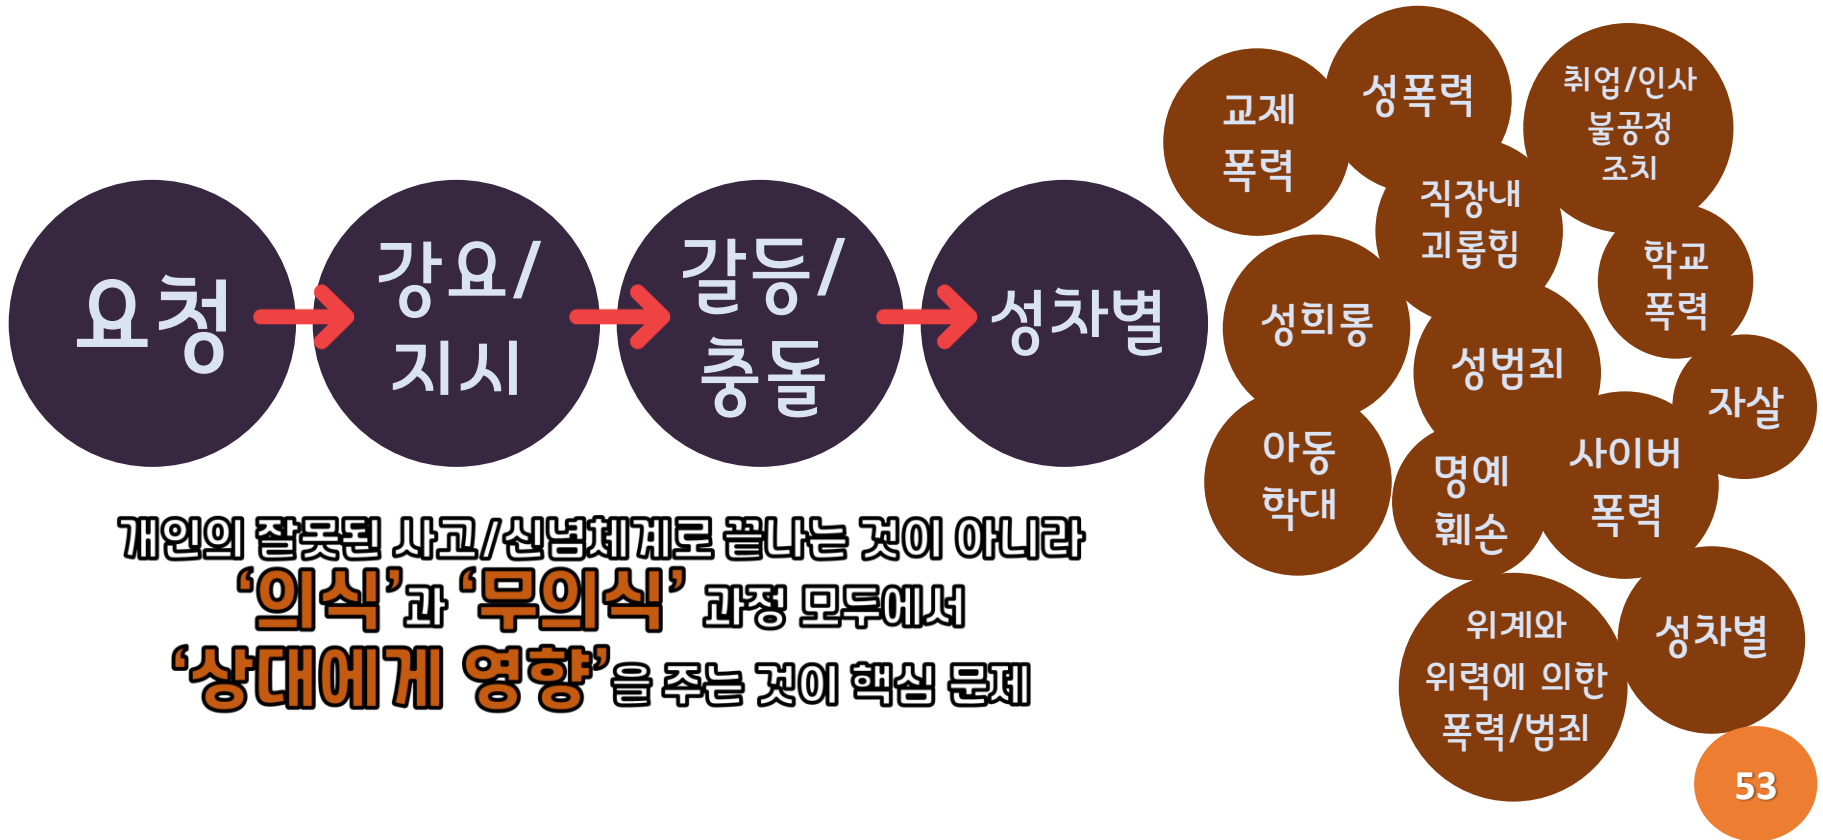 요청
강요/
지시
갈등/
충돌
성차별
개인의 잘못된 사고/신념체계로 끝나는 것이 아니라
‘의식’과 ‘무의식’ 과정 모두에서
‘상대에게 영향’을 주는 것이 핵심 문제
교제
폭력
성폭력
취업/인사
불공정
조치
직장내
괴롭힘
학교
폭력
성희롱
성범죄
자살
아동
학대
명예
훼손
사이버
폭력
위계와
위력에 의한
폭력/범죄
성차별
53